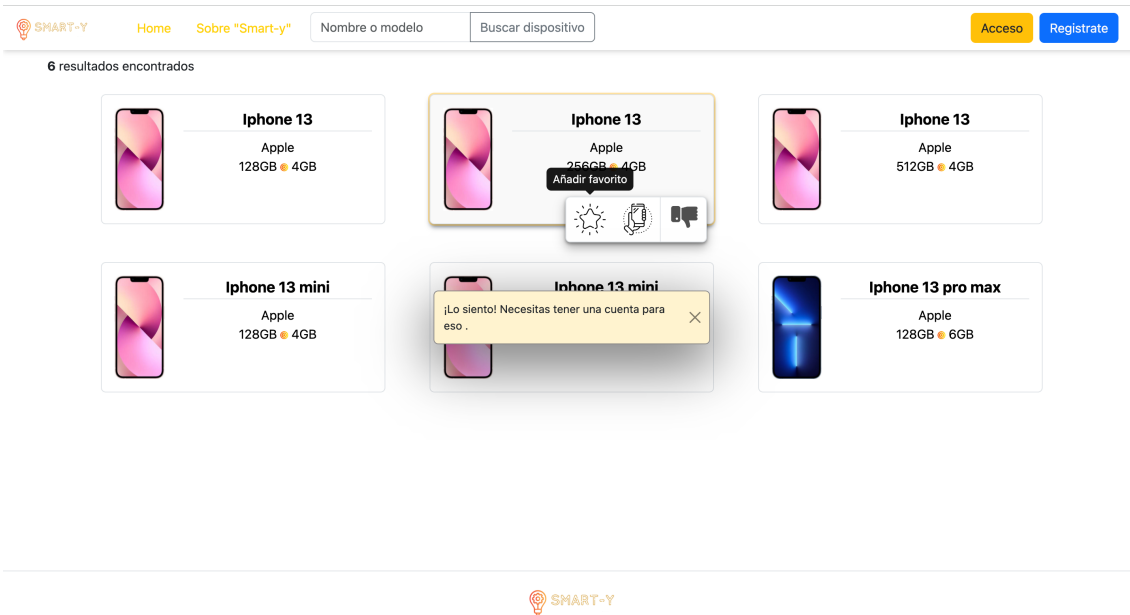 SMART-Y
Home
Sobre "Smart-y"
Nombre o modelo
Buscar dispositivo
Acceso
Registrate
6 resultados encontrados
Iphone 13
Apple
128GB 4GB
Iphone 13
Apple
256GB 4GB
Añadir favorito
Iphone 13
Apple
512GB 4GB
Iphone 13 mini
Apple
128GB 4GB
Iphone 13 mini
¡Lo siento! Necesitas tener una cuenta para
eso .
Iphone 13 pro max
Apple
128GB 6GB
SMART-Y